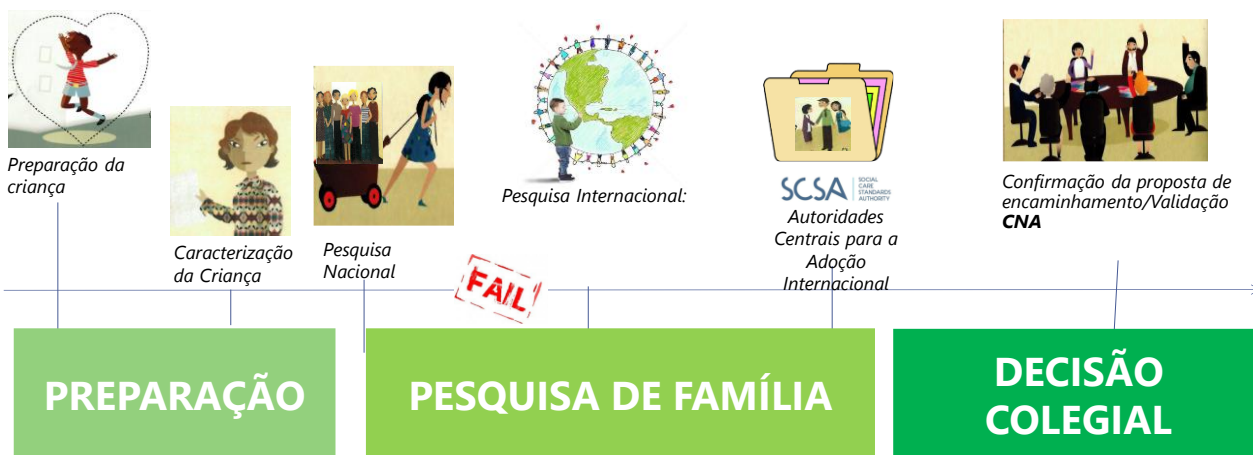 Preparação da
criança
Caracterização
da Criança
Pesquisa
Nacional
FAIL
Pesquisa Internacional:
SCSA
SOCIAL
CARE
STANDARDS
AUTHORITY
Autoridades
Centrais para a
Adoção
Internacional
Confirmação da proposta de
encaminhamento/Validação
CNA
PREPARAÇÃO
PESQUISA DE FAMÍLIA
DECISÃO
COLEGIAL